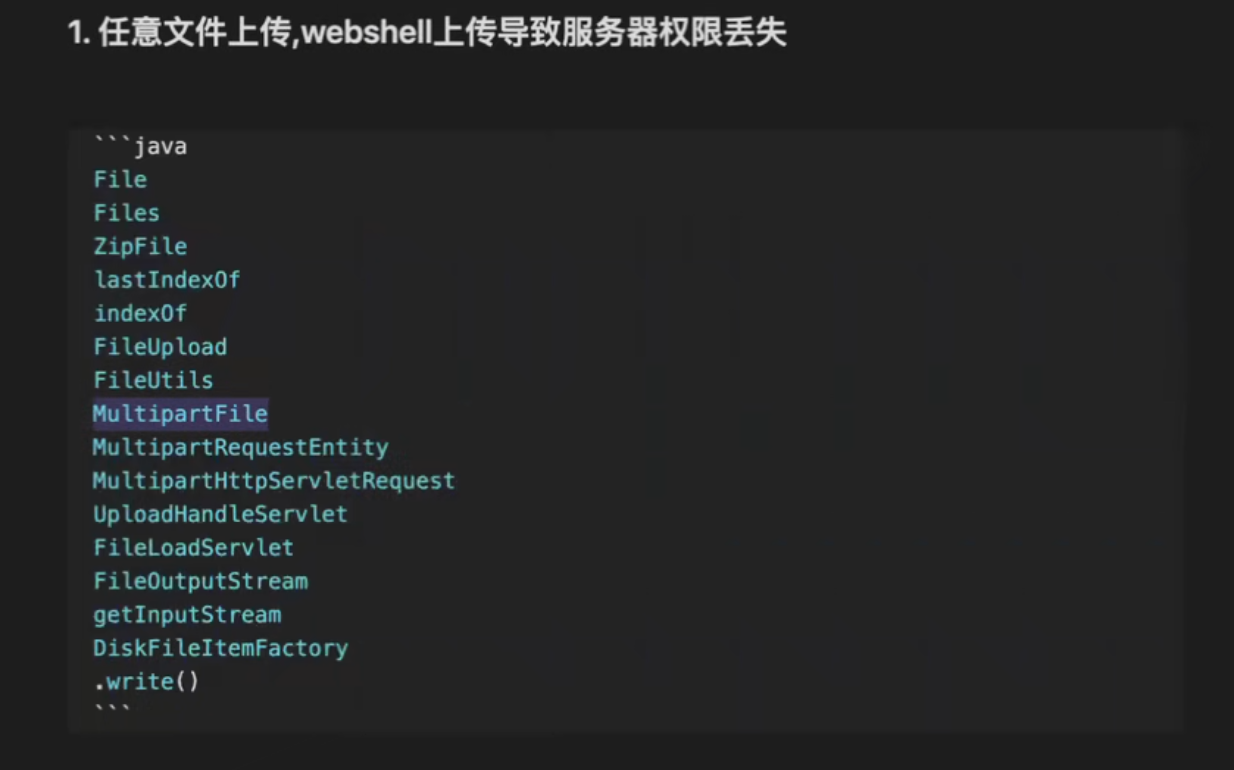 1. 任意文件上传,webshell上传导致服务器权限丢失
```java
File
Files
ZipFile
lastIndexOf
indexOf
FileUpload
FileUtils
MultipartFile
MultipartRequestEntity
MultipartHttpServletRequest
UploadHandleServlet
FileLoadServlet
FileOutputStream
getInputStream
DiskFileItemFactory
.write()
```